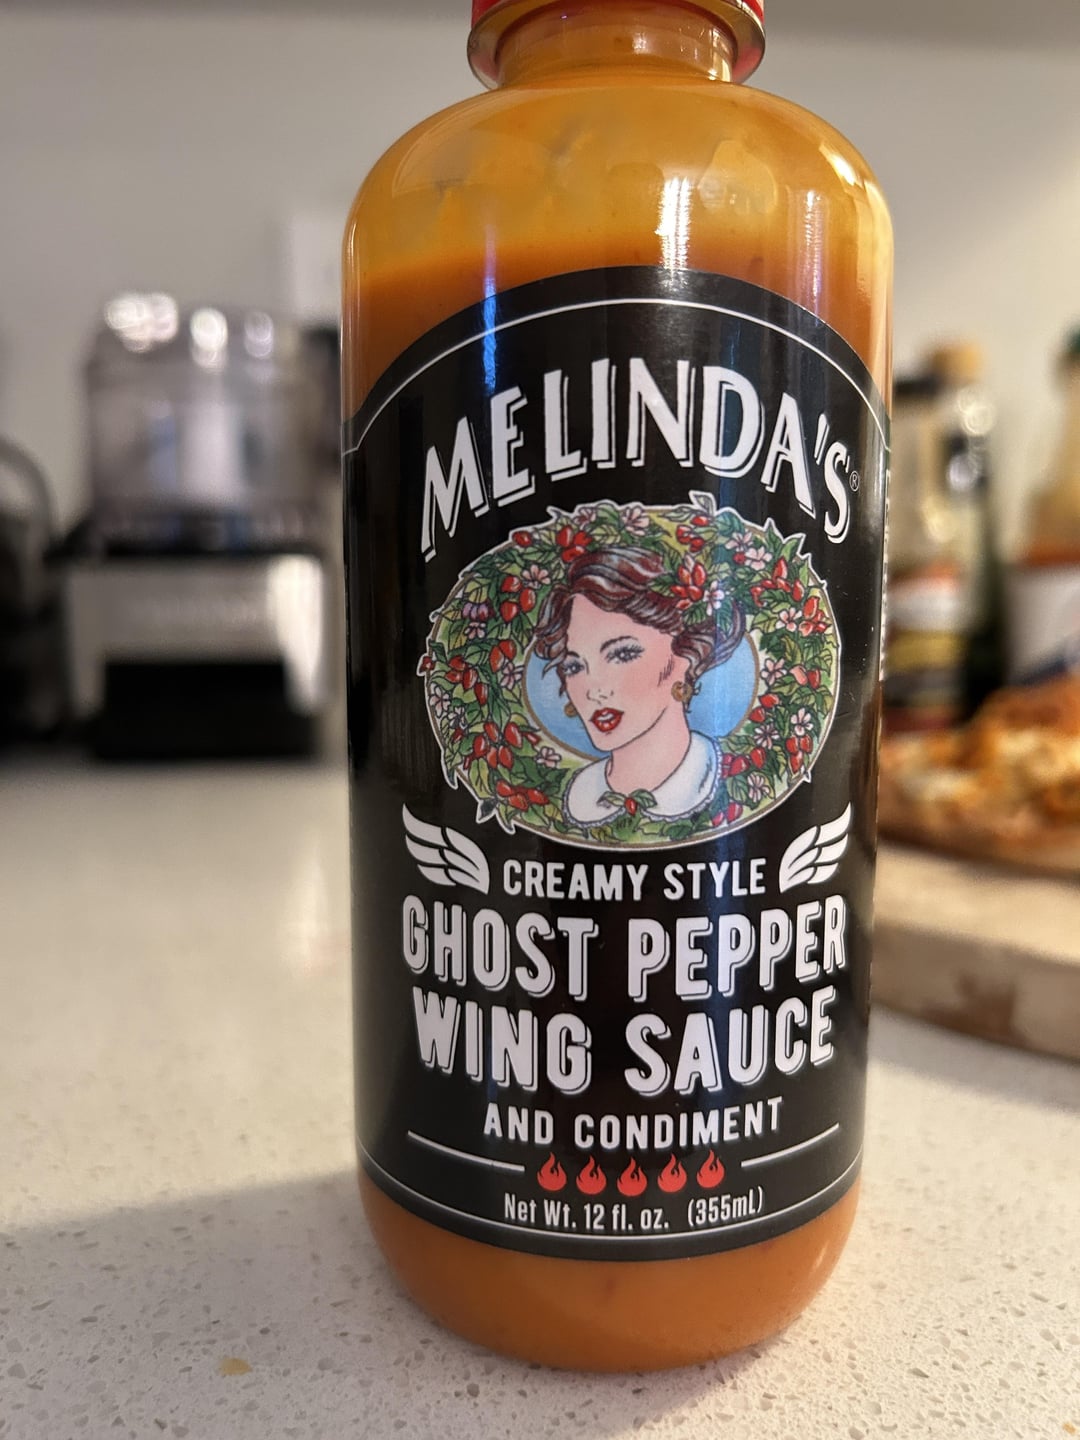 MELINDA'S®
CREAMY STYLE
GHOST PEPPER
WING SAUCE
AND CONDIMENT
Net Wt. 12 fl. oz. (355mL)